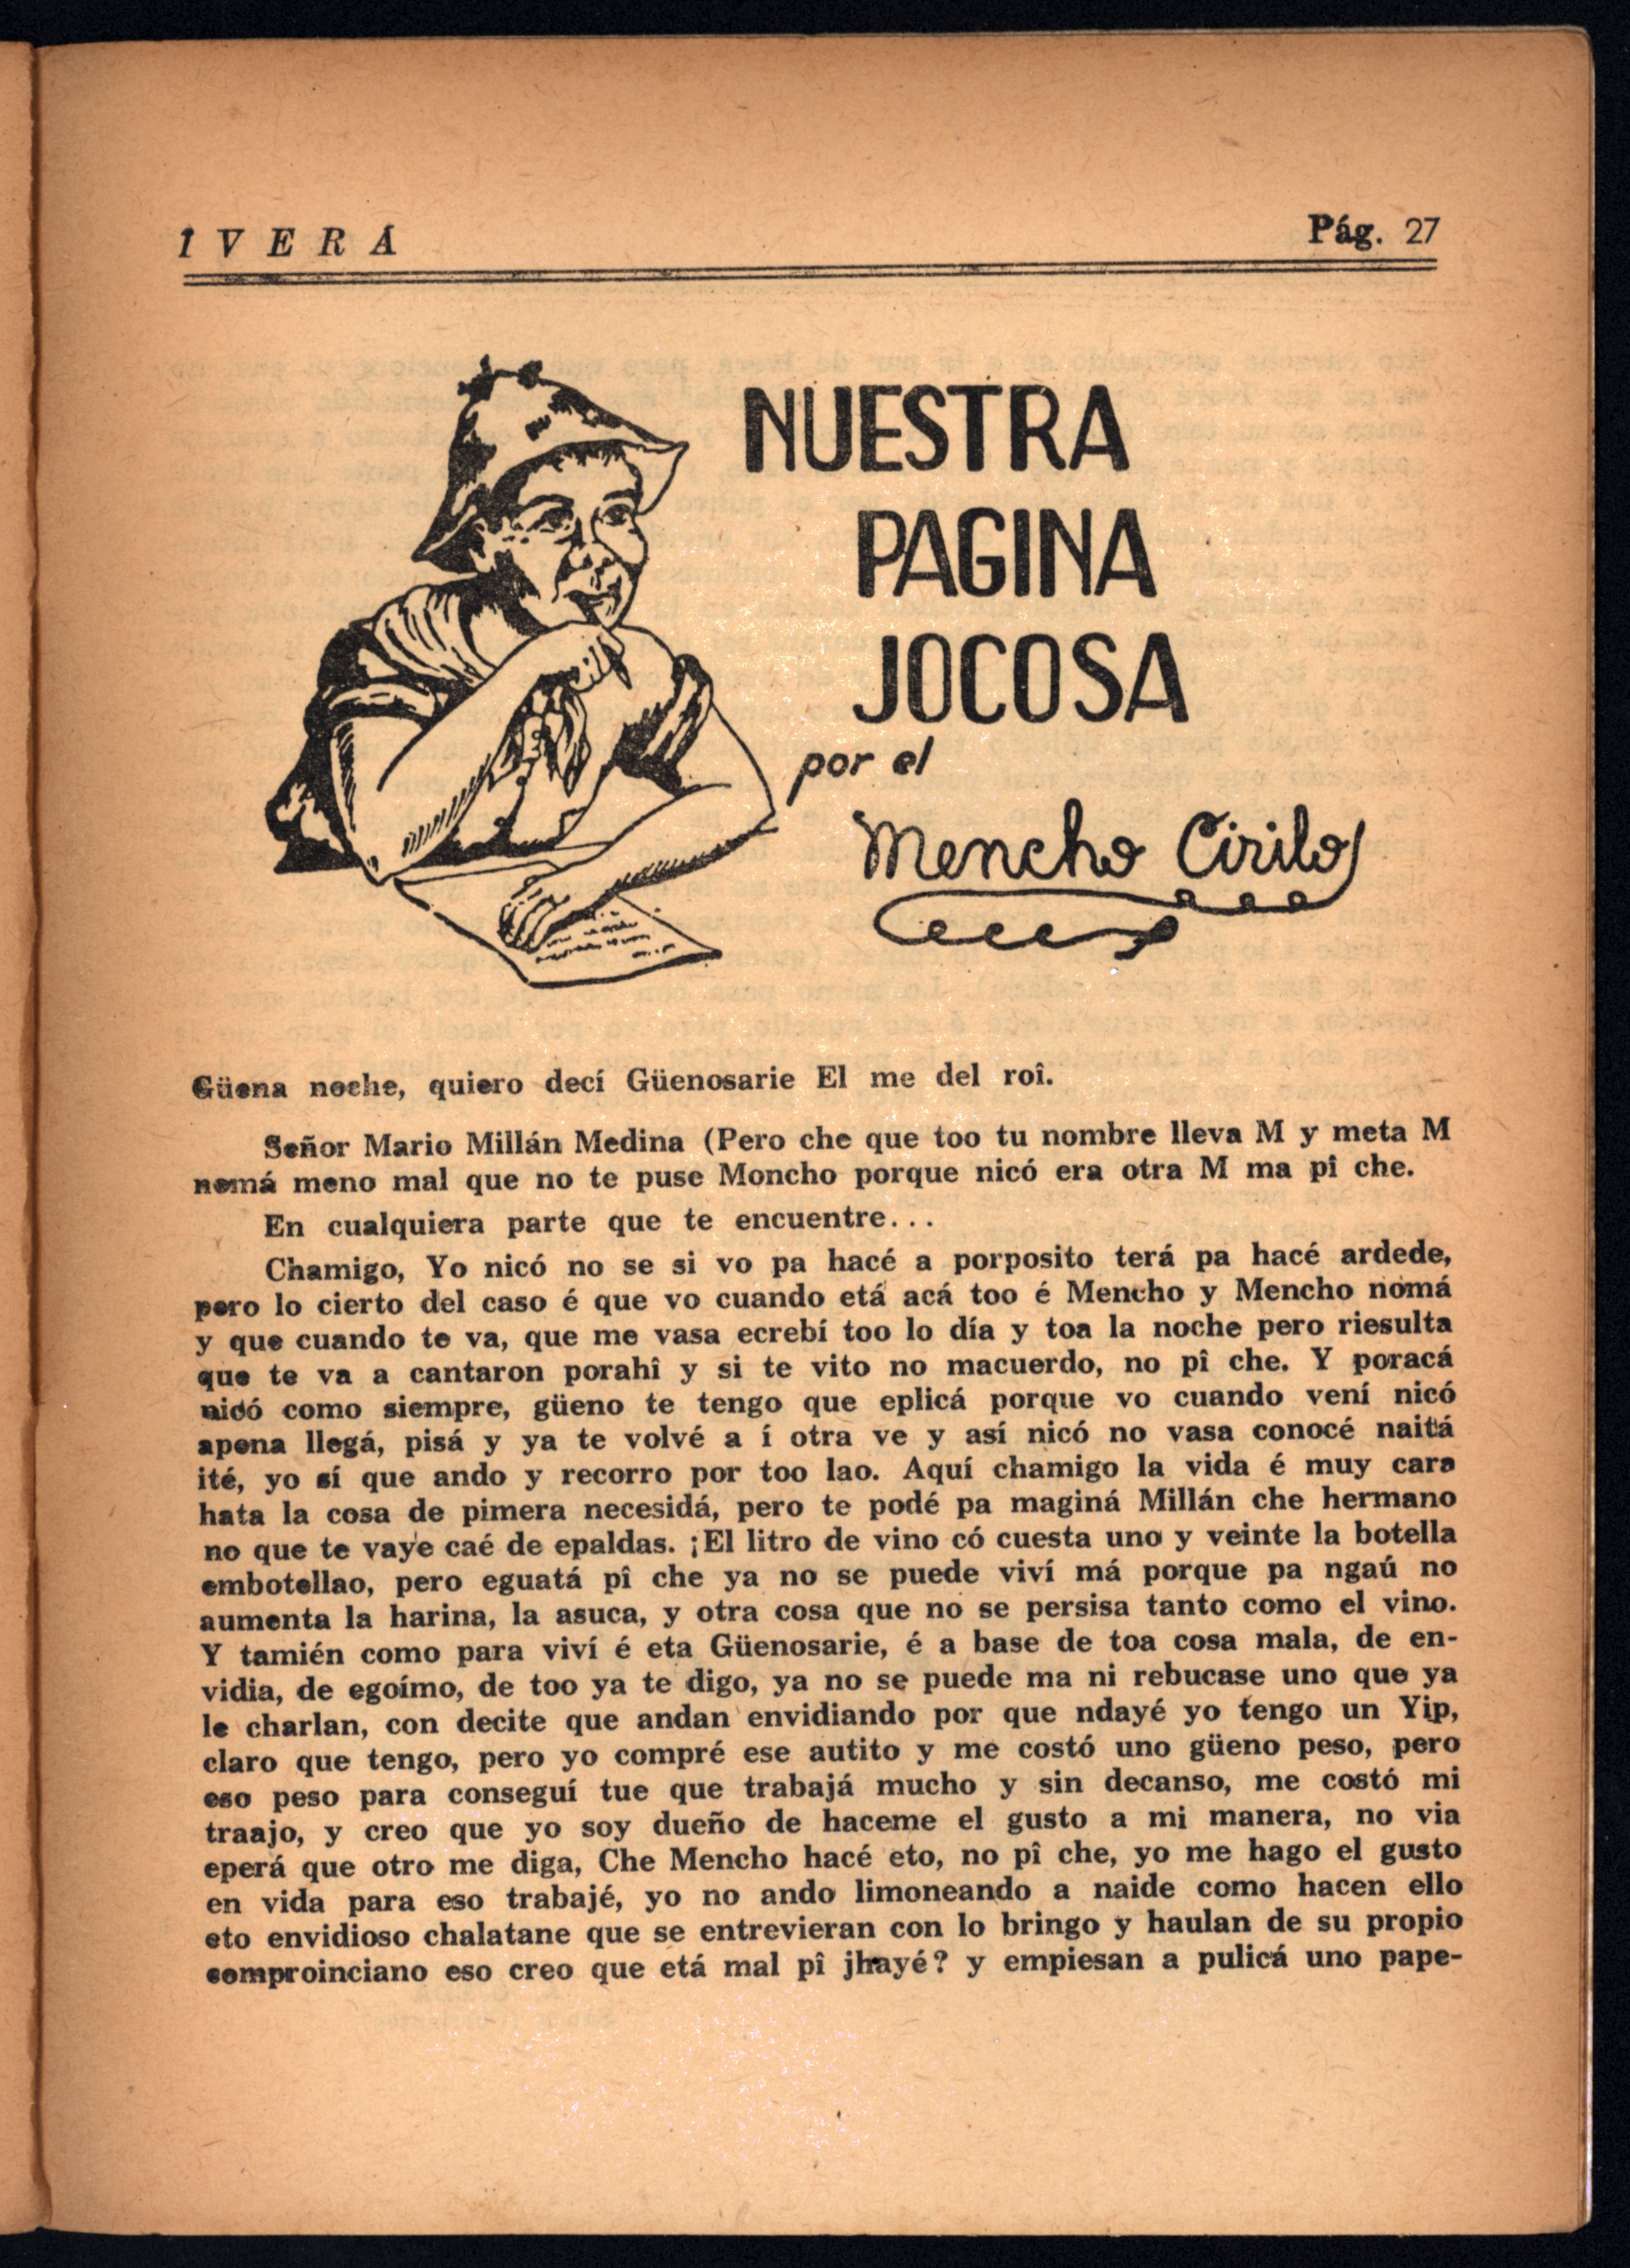 ÎVERÁ
Pág. 27
NUESTRA
PAGINA
JOCOSA
por el
Mencho Cirilo
Güena noche, quiero decí Güenosarie El me del roî.
Señor Mario Millán Medina (Pero che que too tu nombre lleva M y meta M
nomá meno mal que no te puse Moncho porque nicó era otra M ma pî che.
En cualquiera parte que te encuentre...
Chamigo, Yo nicó no se si vo pa hacé a porposito terá pa hacé ardede,
pero lo cierto del caso é que vo cuando etá acá too é Mencho y Mencho nomá
y que cuando te va, que me vasa ecrebí too lo día y toa la noche pero riesulta
que te va a cantaron porahî y si te vito no macuerdo, no pî che. Y poracá
nicó como siempre, güeno te tengo que eplicá porque vo cuando vení nicó
apena llegá, pisá y ya te volvé a í otra ve y así nicó no vasa conocé naitá
ité, yo sí que ando y recorro por too lao. Aquí chamigo la vida é muy cara
hata la cosa de pimera necesidá, pero te podé pa maginá Millán che hermano
no que te vaye caé de epaldas. ¡El litro de vino có cuesta uno y veinte la botella
embotellao, pero eguatá pî che ya no se puede viví má porque pa ngaú no
aumenta la harina, la asuca, y otra cosa que no se persisa tanto como el vino.
Y tamién como para viví é eta Güenosarie, é a base de toa cosa mala, de en-
vidia, de egoímo, de too ya te digo, ya no se puede ma ni rebucase uno que ya
le charlan, con decite que andan envidiando por que ndayé yo tengo un Yip,
claro que tengo, pero yo compré ese autito y me costó uno güeno peso, pero
eso peso para conseguí tue que trabajá mucho y sin decanso, me costó mi
traajo, y creo que yo soy dueño de haceme el gusto a mi manera, no via
eperá que otro me diga, Che Mencho hacé eto, no pî che, yo me hago el gusto
en vida para eso trabajé, yo no ando limoneando a naide como hacen ello
eto envidioso chalatane que se entrevieran con lo bringo y haulan de su propio
comproinciano eso creo que etá mal pî jhayé? y empiesan a pulicá uno pape-